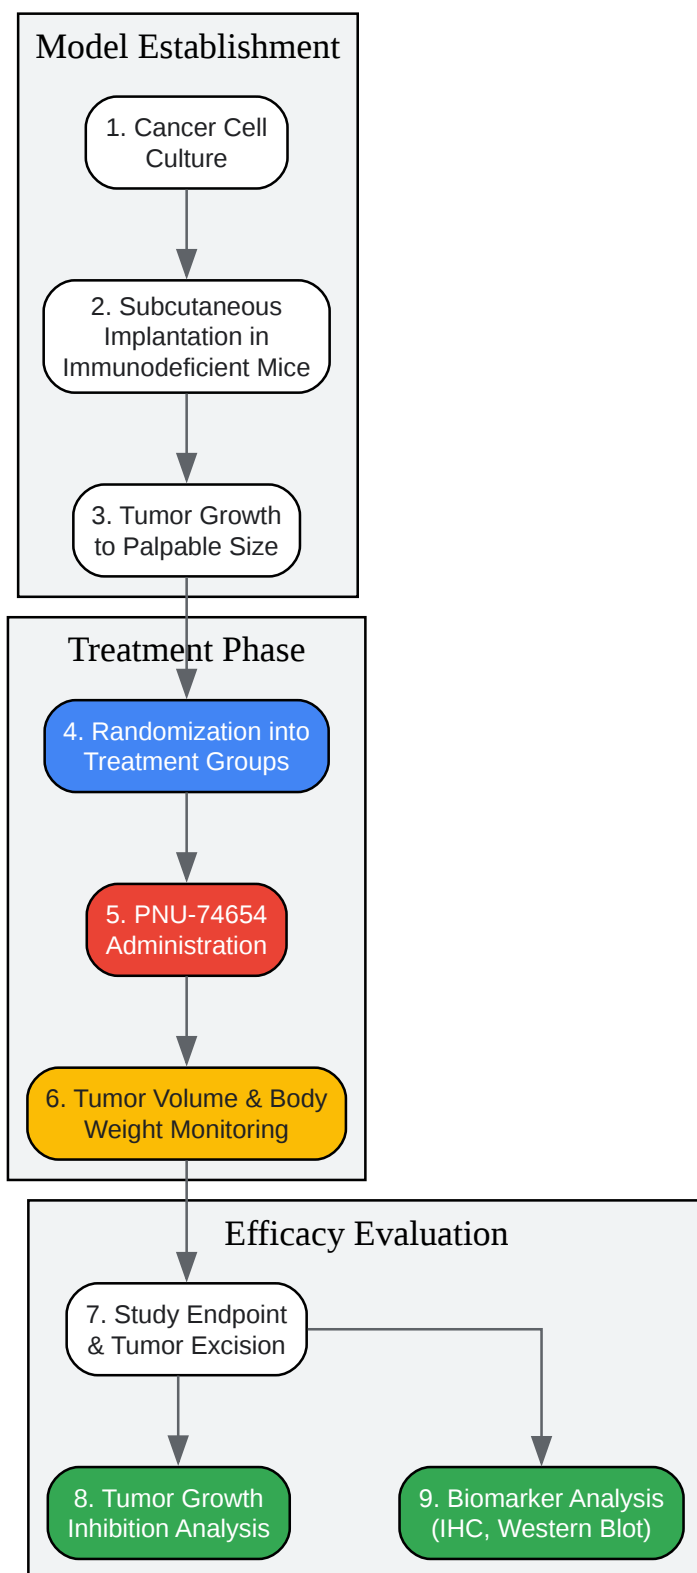 Model Establishment
1. Cancer Cell
Culture
2. Subcutaneous
Implantation in
Immunodeficient Mice
3. Tumor Growth
to Palpable Size
Treatment Phase
4. Randomization into
Treatment Groups
5. PNU-74654
Administration
6. Tumor Volume & Body
Weight Monitoring
Efficacy Evaluation
7. Study Endpoint
& Tumor Excision
8. Tumor Growth
Inhibition Analysis
9. Biomarker Analysis
(IHC, Western Blot)